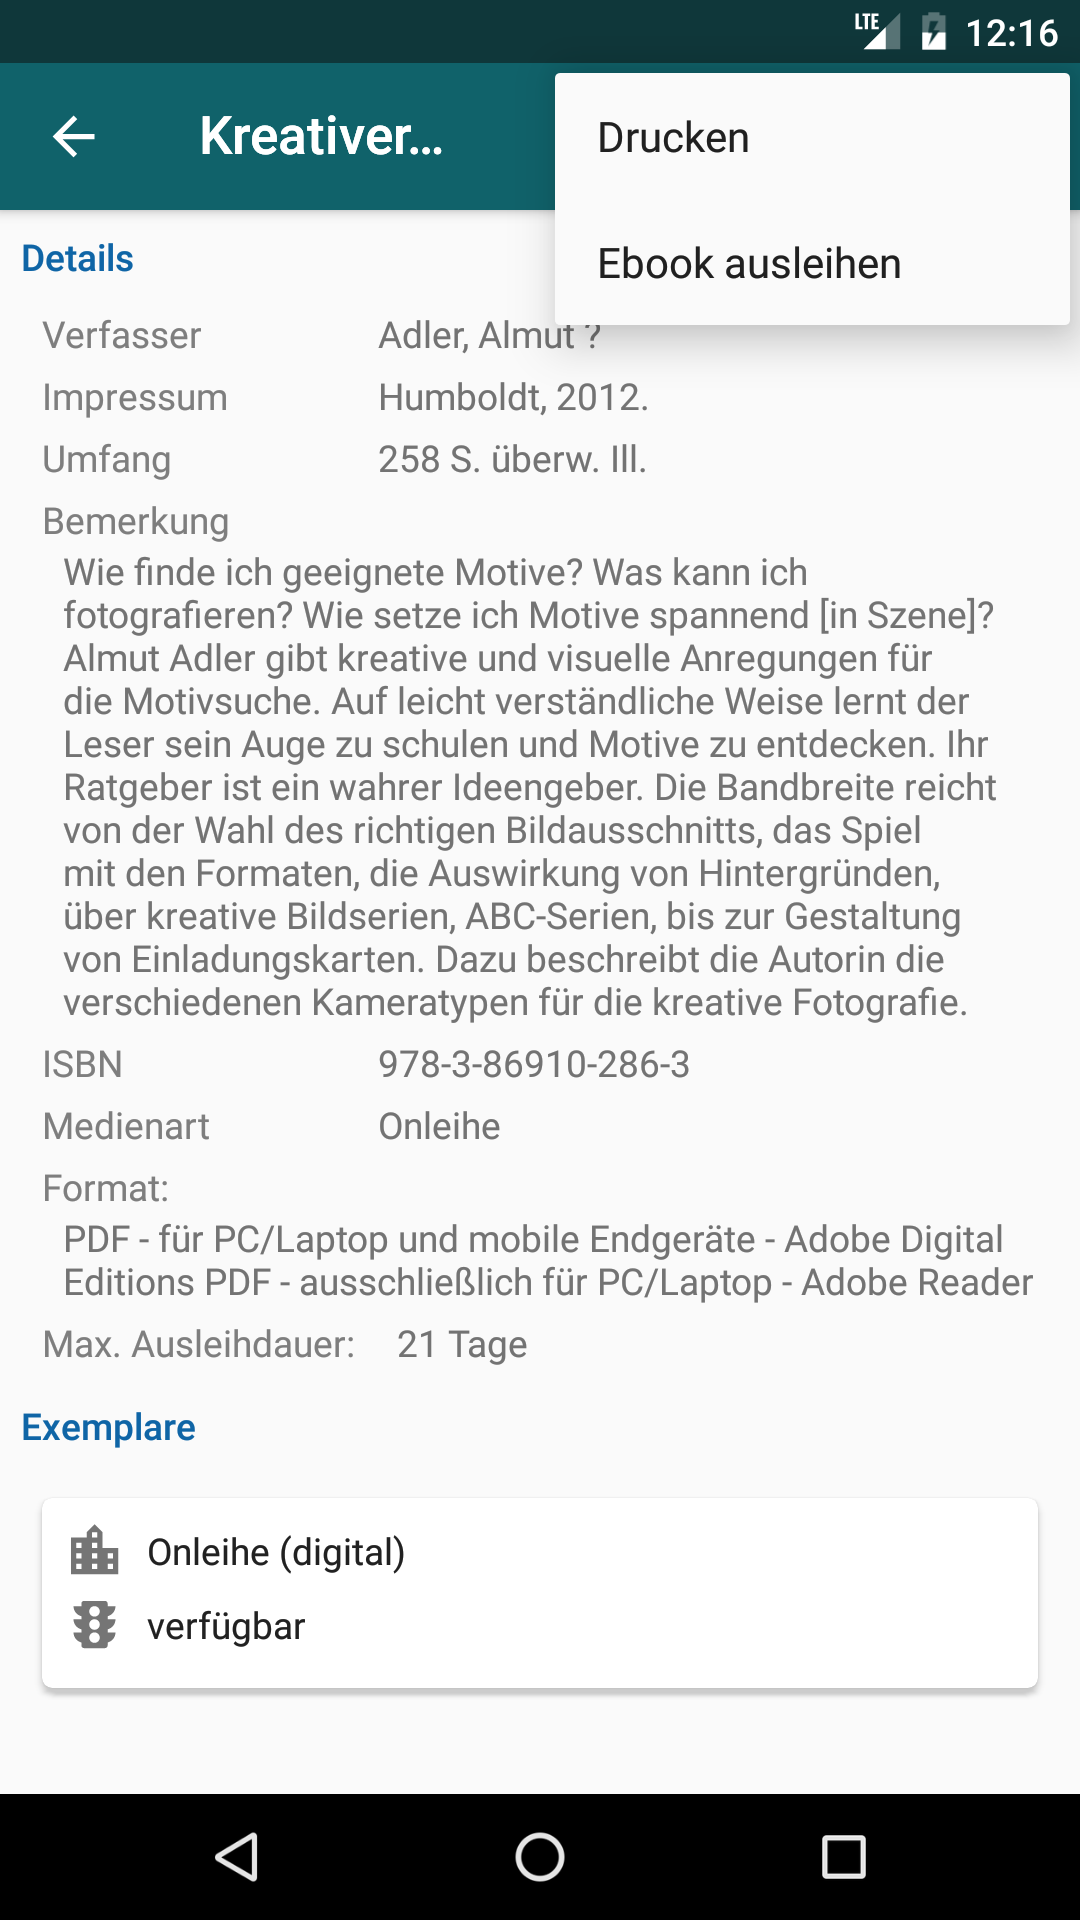 LTE 12:16
Kreativer...
Drucken
Ebook ausleihen
Details
Verfasser Adler, Almut ?
Impressum Humboldt, 2012.
Umfang 258 S. überw. Ill.
Bemerkung
Wie finde ich geeignete Motive? Was kann ich
fotografieren? Wie setze ich Motive spannend [in Szene]?
Almut Adler gibt kreative und visuelle Anregungen für
die Motivsuche. Auf leicht verständliche Weise lernt der
Leser sein Auge zu schulen und Motive zu entdecken. Ihr
Ratgeber ist ein wahrer Ideengeber. Die Bandbreite reicht
von der Wahl des richtigen Bildausschnitts, das Spiel
mit den Formaten, die Auswirkung von Hintergründen,
über kreative Bildserien, ABC-Serien, bis zur Gestaltung
von Einladungskarten. Dazu beschreibt die Autorin die
verschiedenen Kameratypen für die kreative Fotografie.
ISBN 978-3-86910-286-3
Medienart Onleihe
Format:
PDF - für PC/Laptop und mobile Endgeräte - Adobe Digital
Editions PDF - ausschließlich für PC/Laptop - Adobe Reader
Max. Ausleihdauer: 21 Tage
Exemplare
Onleihe (digital)
verfügbar